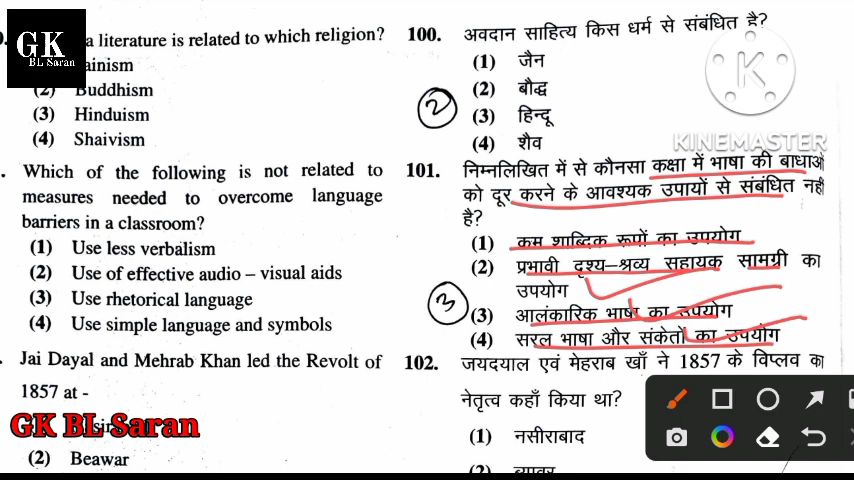 GK
BL Saran
a literature is related to which religion?
ainism
(2) Buddhism
(3) Hinduism
(4) Shaivism
Which of the following is not related to
measures needed to overcome language
barriers in a classroom?
(1) Use less verbalism
(2) Use of effective audio – visual aids
(3) Use rhetorical language
(4) Use simple language and symbols
Jai Dayal and Mehrab Khan led the Revolt of
1857 at -
GK BL Saran
(2) Beawar
100. अवदान साहित्य किस धर्म से संबंधित है?
(1) जैन
(2) बौद्ध
2
(3) हिन्दू
(4) शैव
K
KINEMASTER
101. निम्नलिखित में से कौनसा कक्षा में भाषा की बाधाओं
को दूर करने के आवश्यक उपायों से संबंधित नहीं
है?
(1) कम शाब्दिक रूपों का उपयोग
(2) प्रभावी दृश्य–श्रव्य सहायक सामग्री का
उपयोग
3
(3) आलंकारिक भाषा का उपयोग
(4) सरल भाषा और संकेतों का उपयोग
102. जयदयाल एवं मेहराब खाँ ने 1857 के विप्लव का
नेतृत्व कहाँ किया था?
(1) नसीराबाद
(2) ब्यावर